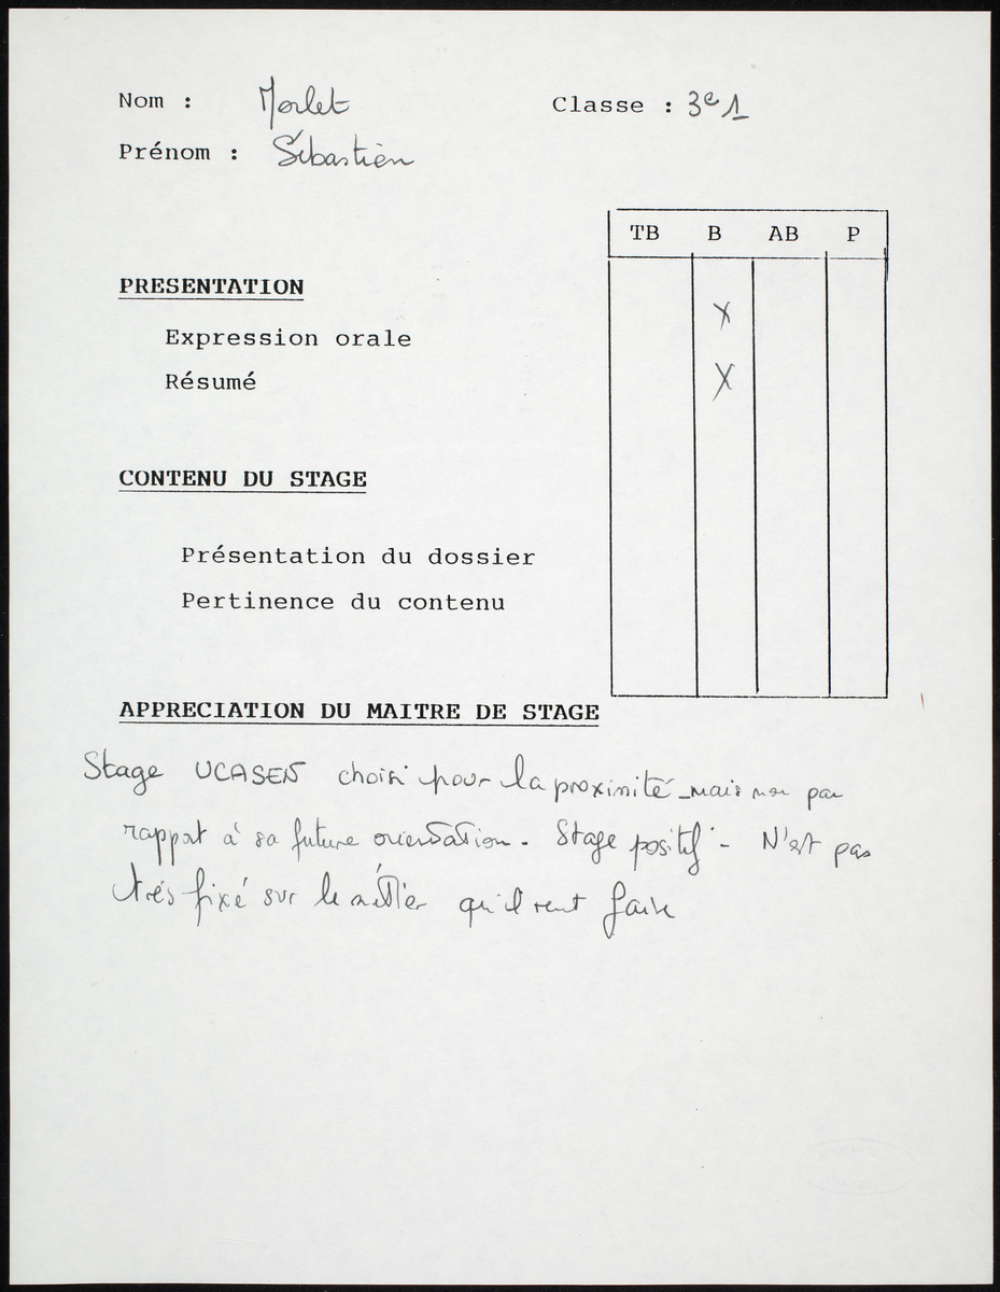 Nom : Morlet Classe : 3e1
Prénom : Sébastien
TB B AB P
PRESENTATION
Expression orale X
Résumé X
CONTENU DU STAGE
Présentation du dossier
Pertinence du contenu
APPRECIATION DU MAITRE DE STAGE
Stage UCASEN choisi pour la proximité mais non par
rapport à sa future orientation. Stage positif - N'est pas
très fixé sur le métier qu'il veut faire